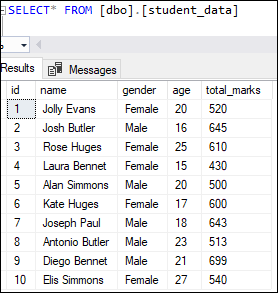 SELECT* FROM [dbo].[student_data]
Results Messages
id name gender age total_marks
1 Jolly Evans Female 20 520
2 Josh Butler Male 16 645
3 Rose Huges Female 25 610
4 Laura Bennet Female 15 430
5 Alan Simmons Male 20 500
6 Kate Huges Female 17 600
7 Joseph Paul Male 18 643
8 Antonio Butler Male 23 513
9 Diego Bennet Male 21 699
10 Elis Simmons Female 27 540